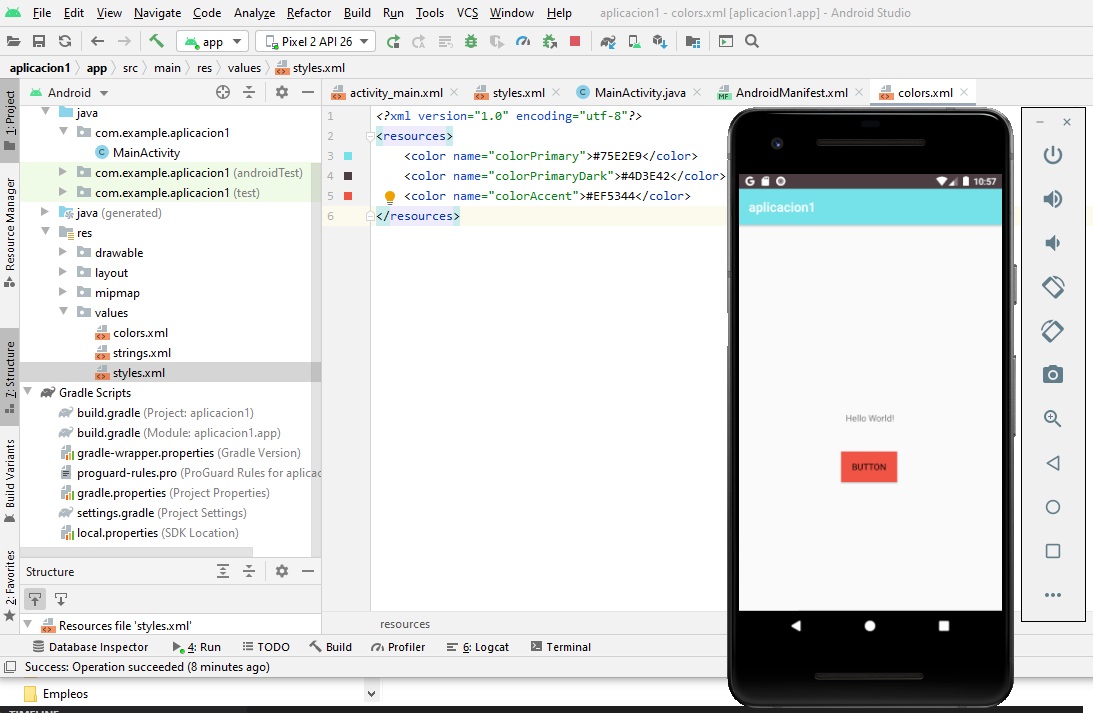 File Edit View Navigate Code Analyze Refactor Build Run Tools VCS Window Help aplicacion1 - colors.xml [aplicacion1.app] - Android Studio
app Pixel 2 API 26
aplicacion1 app src main res values styles.xml
Android
activity_main.xml styles.xml MainActivity.java AndroidManifest.xml colors.xml
1: Project
Resource Manager
7: Structure
Build Variants
2: Favorites
java
com.example.aplicacion1
MainActivity
com.example.aplicacion1 (androidTest)
com.example.aplicacion1 (test)
java (generated)
res
drawable
layout
mipmap
values
colors.xml
strings.xml
styles.xml
Gradle Scripts
build.gradle (Project: aplicacion1)
build.gradle (Module: aplicacion1.app)
gradle-wrapper.properties (Gradle Version)
proguard-rules.pro (ProGuard Rules for aplicac
gradle.properties (Project Properties)
settings.gradle (Project Settings)
local.properties (SDK Location)
1 <?xml version="1.0" encoding="utf-8"?>
2 <resources>
3 <color name="colorPrimary">#75E2E9</color>
4 <color name="colorPrimaryDark">#4D3E42</color>
5 <color name="colorAccent">#EF5344</color>
6 </resources>
G 10:57
aplicacion1
Hello World!
BUTTON
Structure
Resources file 'styles.xml'
resources
Database Inspector 4: Run TODO Build Profiler 6: Logcat Terminal
Success: Operation succeeded (8 minutes ago)
Empleos
TIMELINE